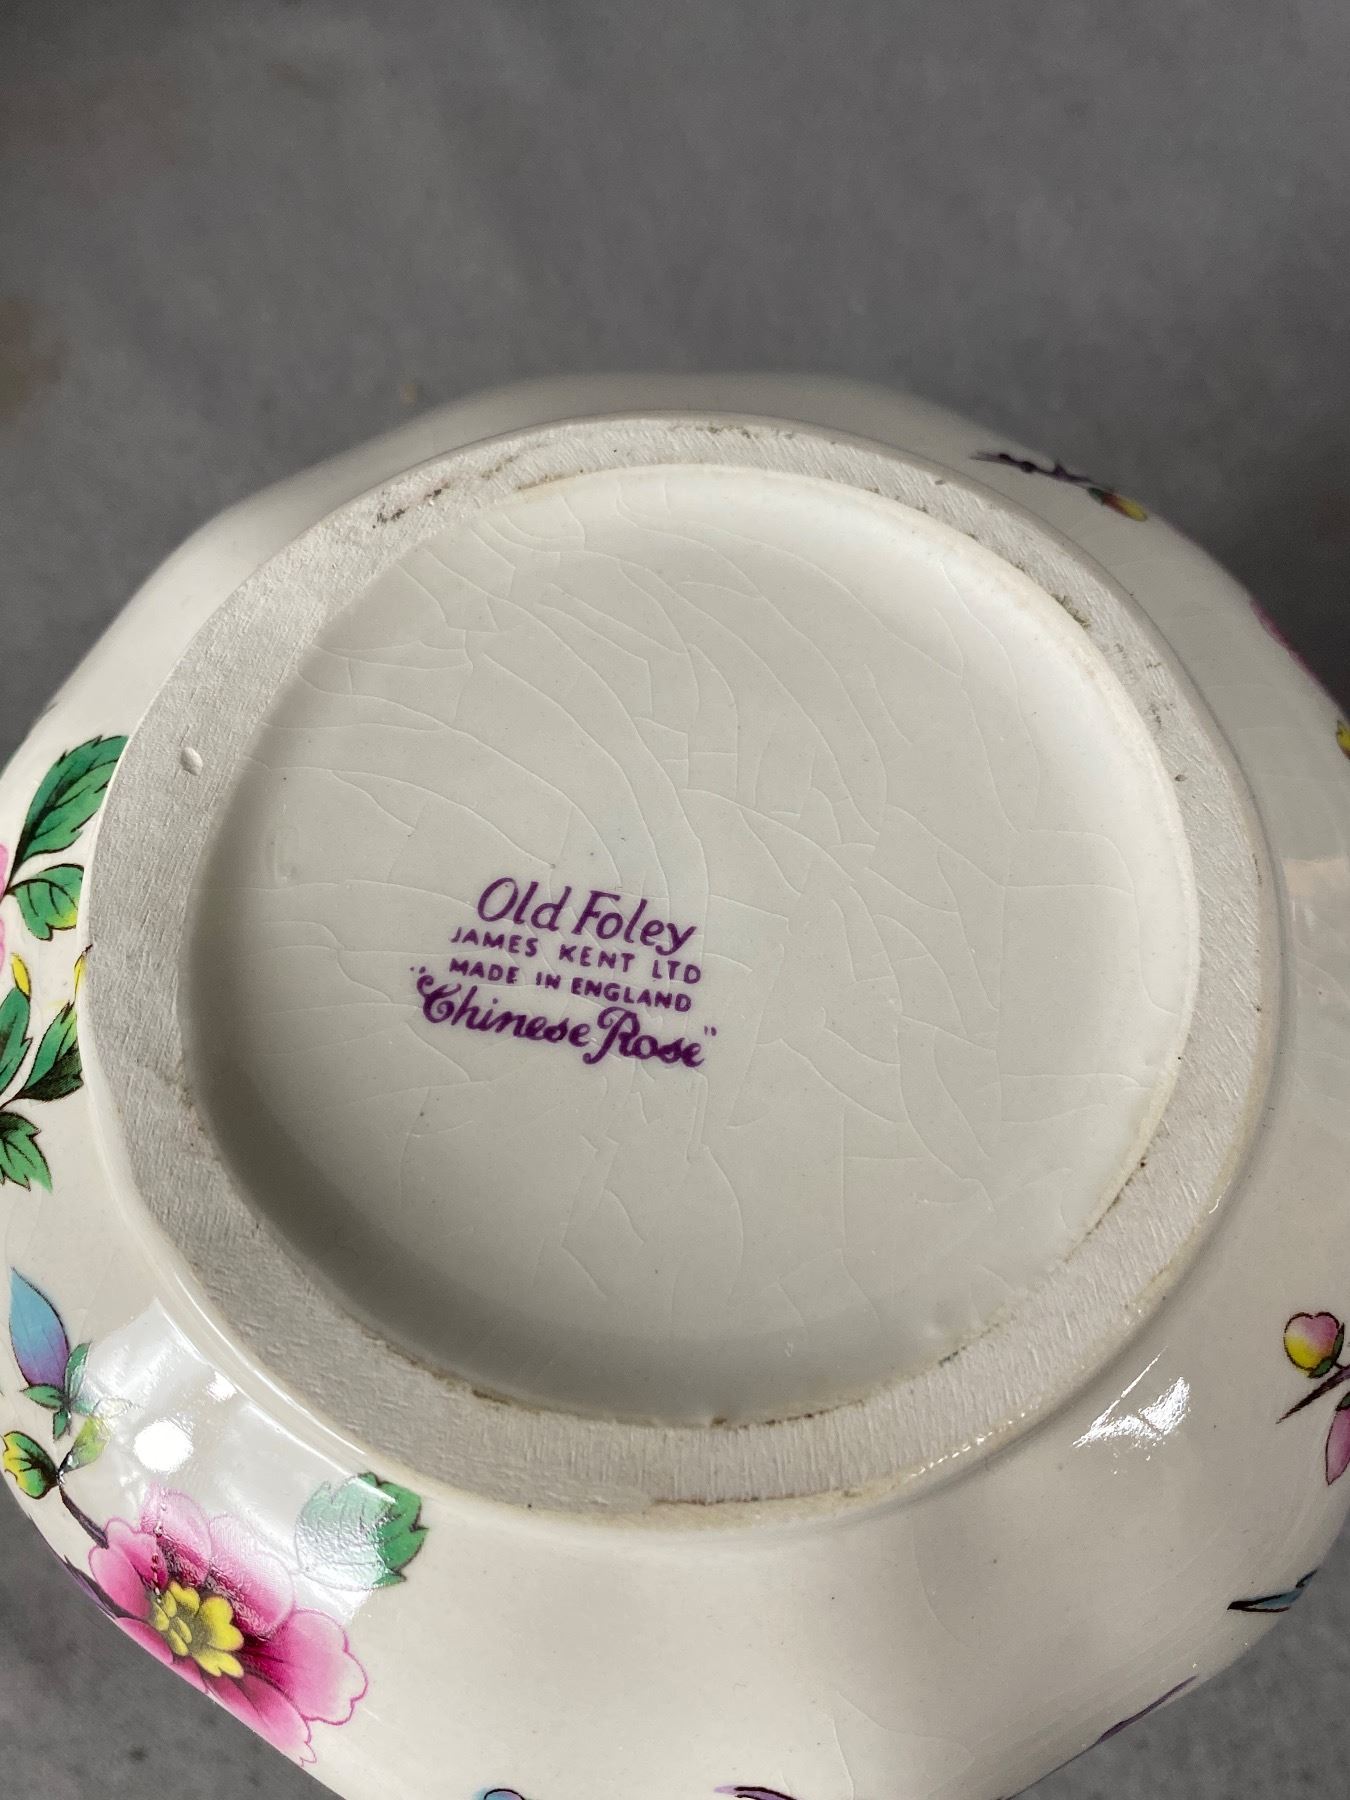 Old Foley
JAMES KENT LTD
MADE IN ENGLAND
"Chinese Rose"